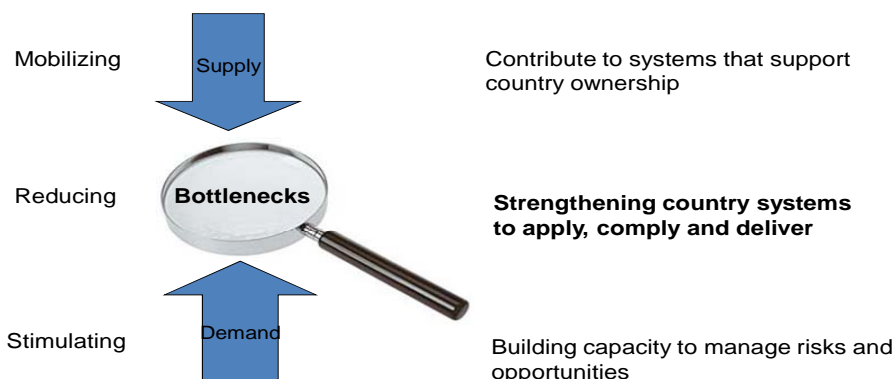 Mobilizing
Supply
Contribute to systems that support
country ownership
Reducing
Bottlenecks
Strengthening country systems
to apply, comply and deliver
Stimulating
Demand
Building capacity to manage risks and
opportunities